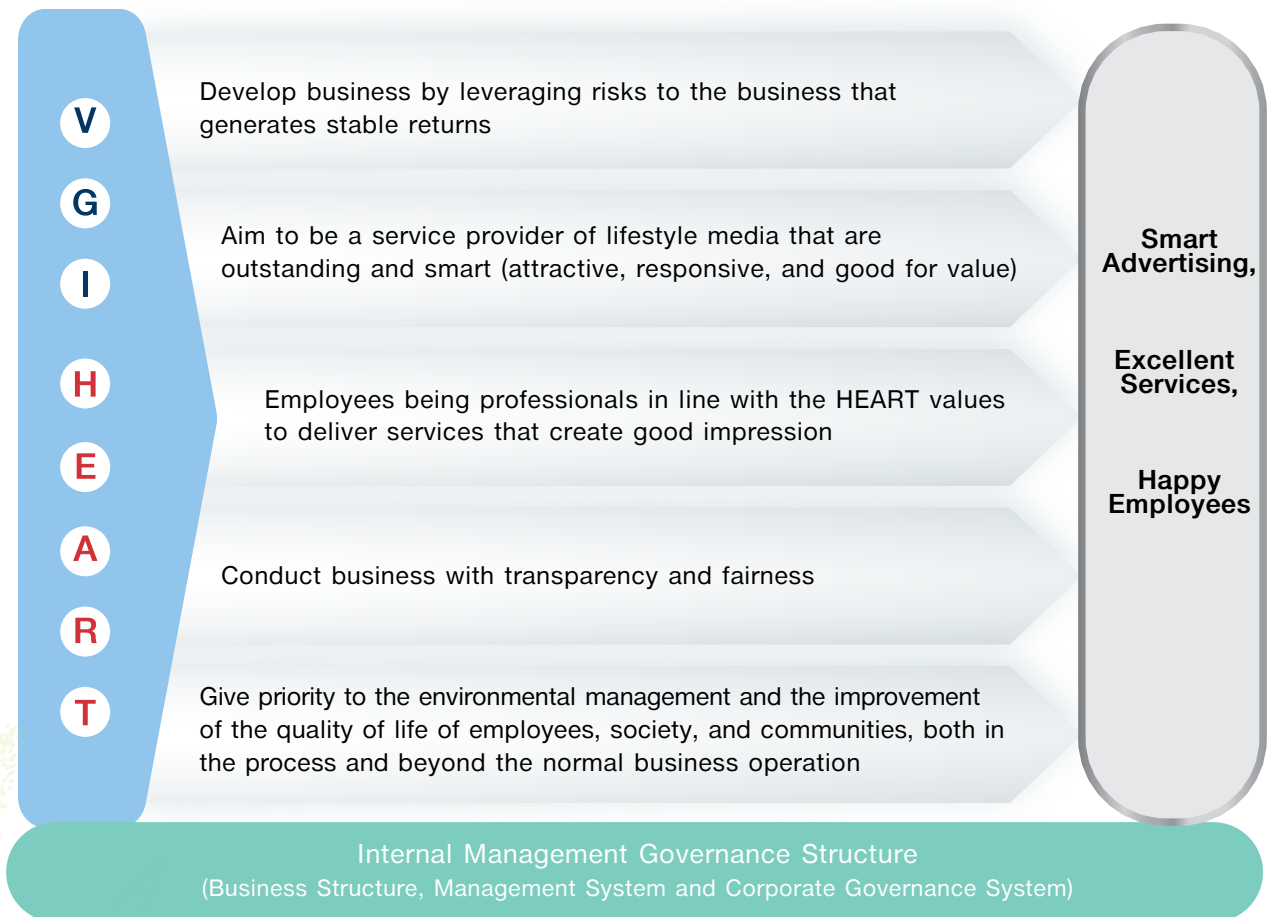 V
G
I
H
E
A
R
T
Develop business by leveraging risks to the business that
generates stable returns
Aim to be a service provider of lifestyle media that are
outstanding and smart (attractive, responsive, and good for value)
Employees being professionals in line with the HEART values
to deliver services that create good impression
Conduct business with transparency and fairness
Give priority to the environmental management and the improvement
of the quality of life of employees, society, and communities, both in
the process and beyond the normal business operation
Smart
Advertising,
Excellent
Services,
Happy
Employees
Internal Management Governance Structure
(Business Structure, Management System and Corporate Governance System)